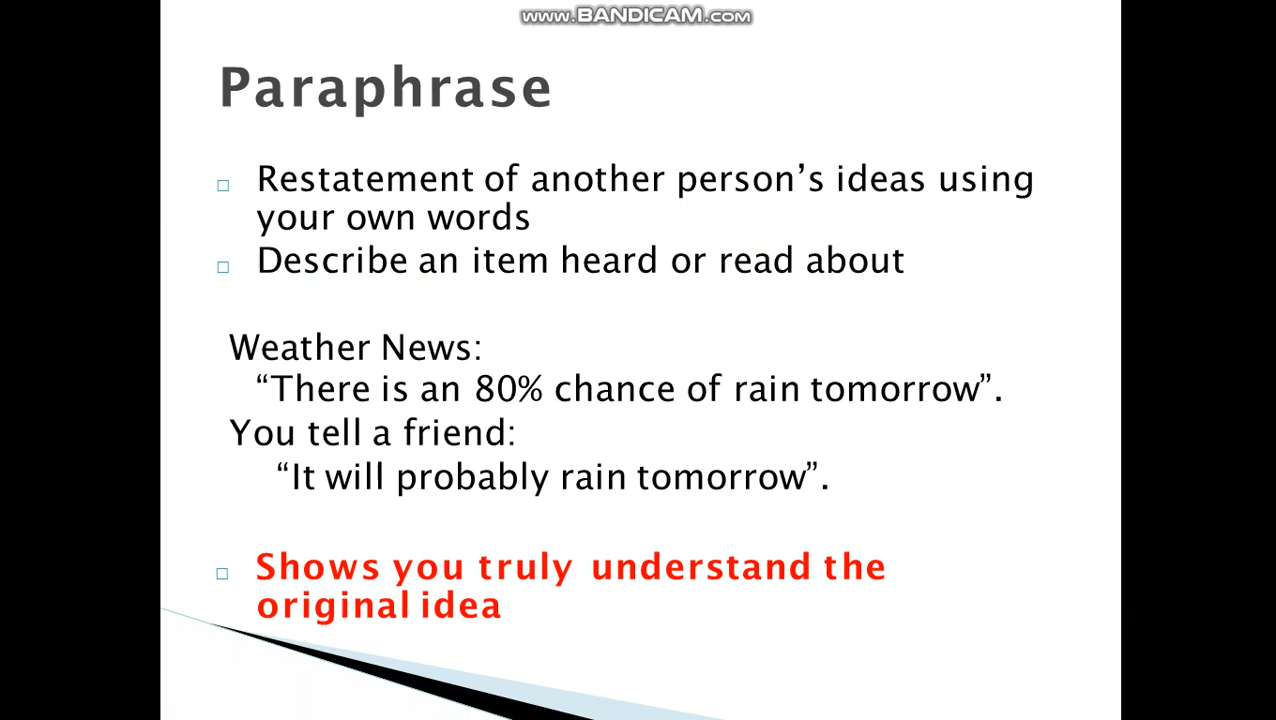 www.BANDICAM.com
Paraphrase
Restatement of another person’s ideas using
your own words
Describe an item heard or read about
Weather News:
“There is an 80% chance of rain tomorrow”.
You tell a friend:
“It will probably rain tomorrow”.
Shows you truly understand the
original idea